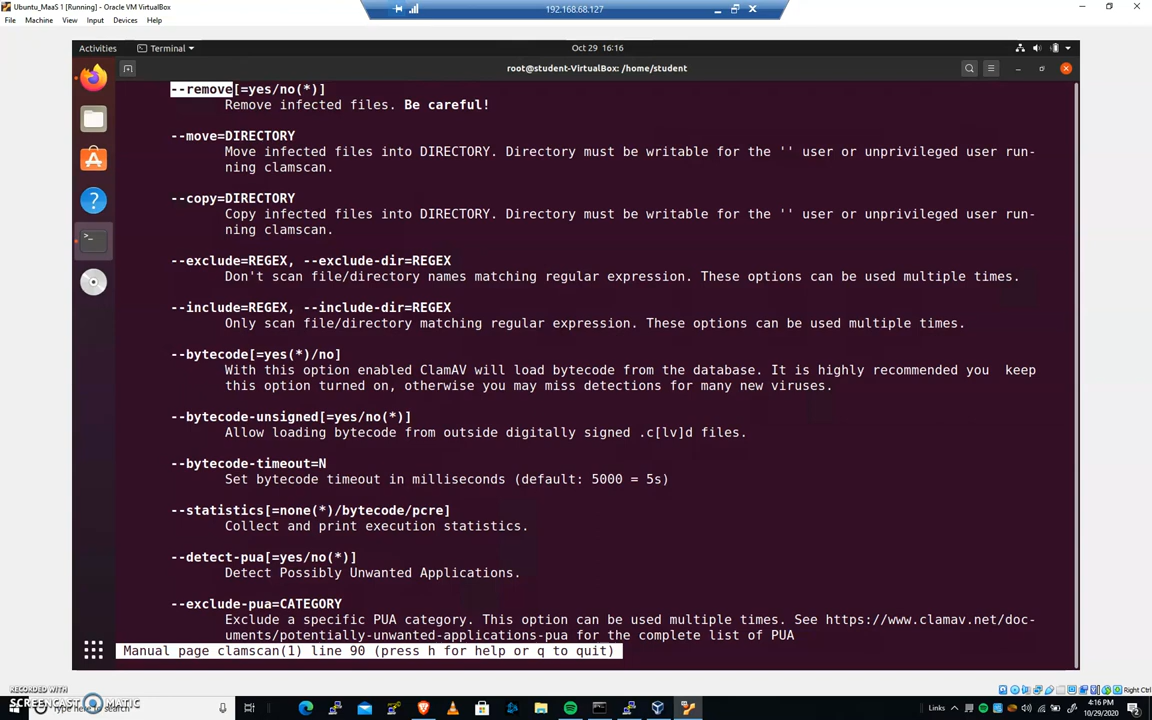 Ubuntu_MaaS 1 [Running] - Oracle VM VirtualBox
192.168.68.127
File Machine View Input Devices Help
Activities
Terminal
Oct 29 16:16
root@student-VirtualBox: /home/student
--remove[=yes/no(*)]
Remove infected files. Be careful!
--move=DIRECTORY
Move infected files into DIRECTORY. Directory must be writable for the '' user or unprivileged user run-
ning clamscan.
--copy=DIRECTORY
Copy infected files into DIRECTORY. Directory must be writable for the '' user or unprivileged user run-
ning clamscan.
--exclude=REGEX, --exclude-dir=REGEX
Don't scan file/directory names matching regular expression. These options can be used multiple times.
--include=REGEX, --include-dir=REGEX
Only scan file/directory matching regular expression. These options can be used multiple times.
--bytecode[=yes(*)/no]
With this option enabled ClamAV will load bytecode from the database. It is highly recommended you keep
this option turned on, otherwise you may miss detections for many new viruses.
--bytecode-unsigned[=yes/no(*)]
Allow loading bytecode from outside digitally signed .c[lv]d files.
--bytecode-timeout=N
Set bytecode timeout in milliseconds (default: 5000 = 5s)
--statistics[=none(*)/bytecode/pcre]
Collect and print execution statistics.
--detect-pua[=yes/no(*)]
Detect Possibly Unwanted Applications.
--exclude-pua=CATEGORY
Exclude a specific PUA category. This option can be used multiple times. See https://www.clamav.net/doc-
uments/potentially-unwanted-applications-pua for the complete list of PUA
Manual page clamscan(1) line 90 (press h for help or q to quit)
Right Ctrl
RECORDED WITH
SCREENCAST MATIC
Type here to search
Links
4:16 PM
10/29/2020
2